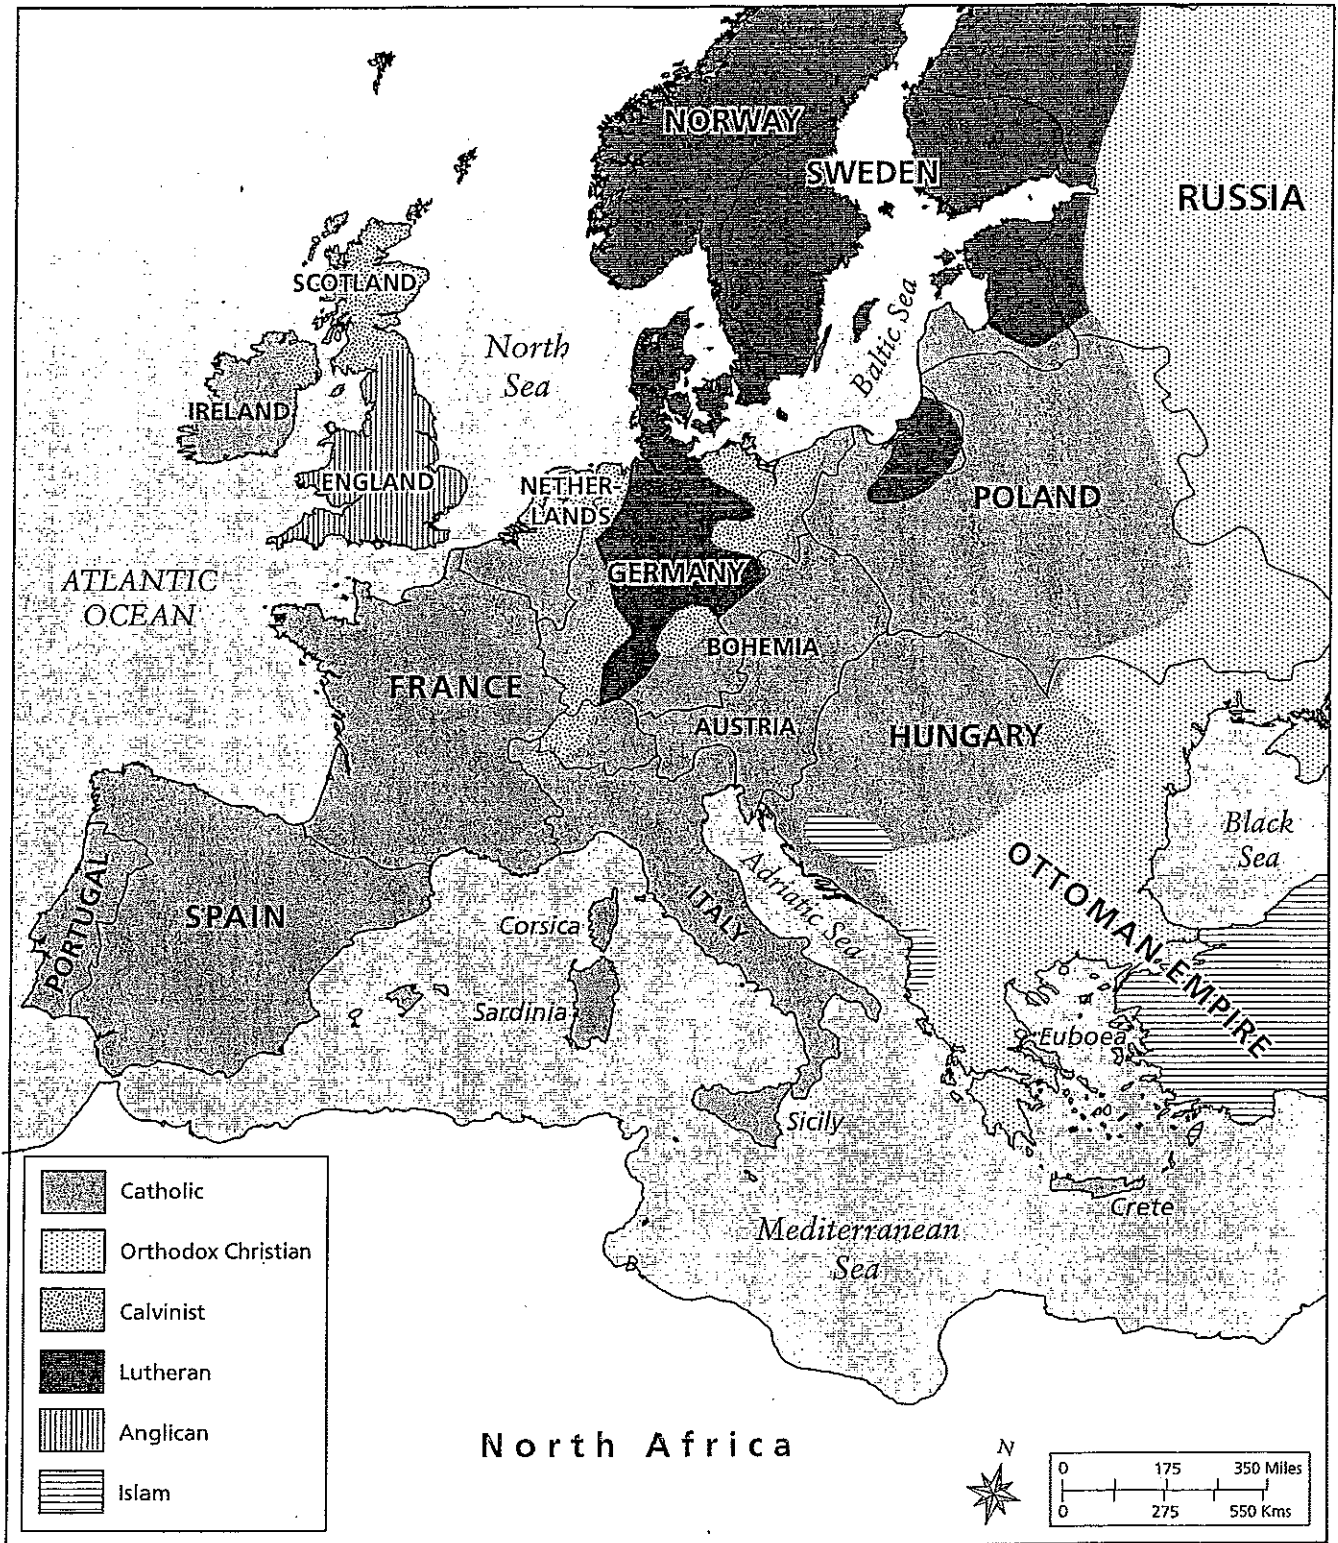 NORWAY
SWEDEN
RUSSIA
SCOTLAND
North
Sea
Baltic Sea
IRELAND
ENGLAND
NETHER-
LANDS
POLAND
GERMANY
ATLANTIC
OCEAN
BOHEMIA
FRANCE
AUSTRIA
HUNGARY
Black
Sea
OTTOMAN EMPIRE
Adriatic Sea
ITALY
PORTUGAL
SPAIN
Corsica
Sardinia
Euboea
Sicily
Crete
Mediterranean
Sea
Catholic
Orthodox Christian
Calvinist
Lutheran
Anglican
Islam
North Africa
N
0 175 350 Miles
0 275 550 Kms